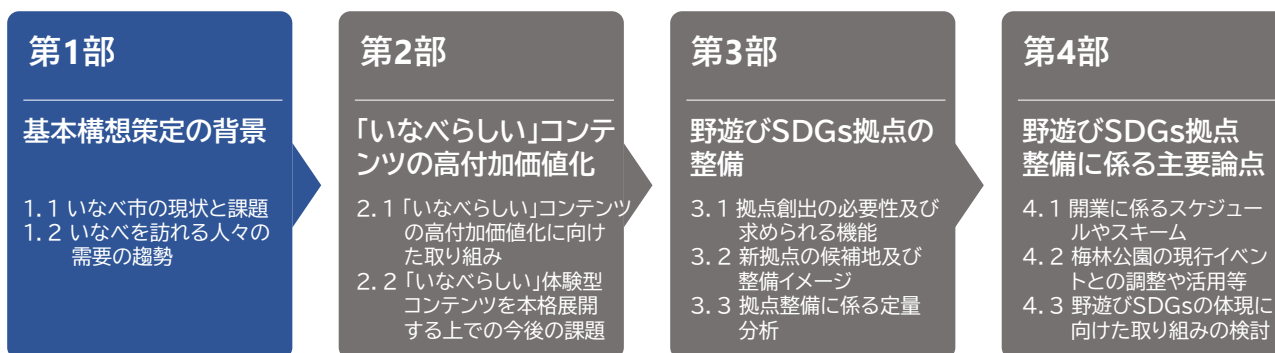 第1部
基本構想策定の背景
1.1 いなべ市の現状と課題
1.2 いなべを訪れる人々の
需要の趨勢
第2部
「いなべらしい」コンテ
ンツの高付加価値化
2.1 「いなべらしい」コンテンツ
の高付加価値化に向け
た取り組み
2.2 「いなべらしい」体験型
コンテンツを本格展開
する上での今後の課題
第3部
野遊びSDGs拠点の
整備
3.1 拠点創出の必要性及び
求められる機能
3.2 新拠点の候補地及び
整備イメージ
3.3 拠点整備に係る定量
分析
第4部
野遊びSDGs拠点
整備に係る主要論点
4.1 開業に係るスケジュー
ルやスキーム
4.2 梅林公園の現行イベン
トとの調整や活用等
4.3 野遊びSDGsの体現に
向けた取り組みの検討